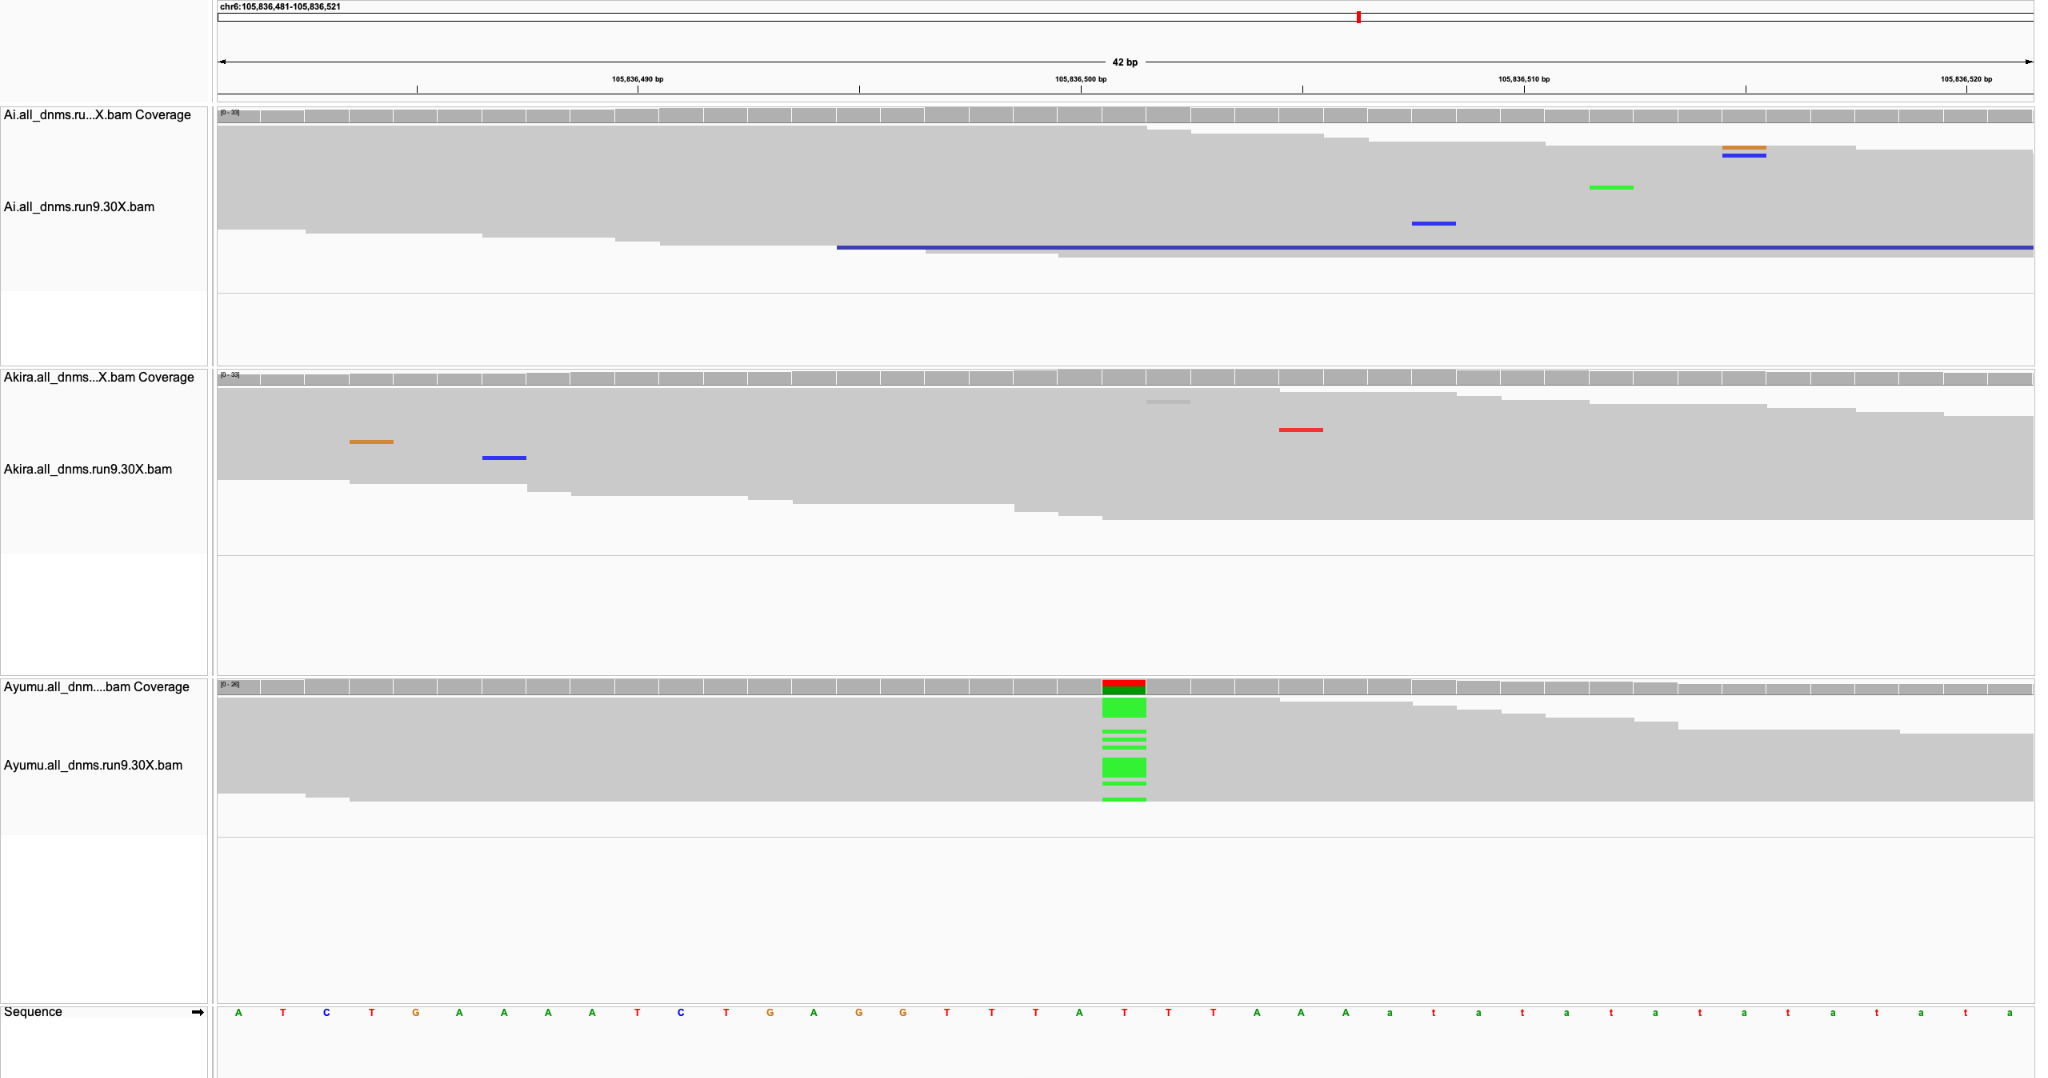 chr6:105,836,481-105,836,521
42 bp
105,836,490 bp 105,836,500 bp 105,836,510 bp 105,836,520 bp
Ai.all_dnms.ru...X.bam Coverage
[0 - 33]
Ai.all_dnms.run9.30X.bam
Akira.all_dnms...X.bam Coverage
[0 - 33]
Akira.all_dnms.run9.30X.bam
Ayumu.all_dnm....bam Coverage
[0 - 26]
Ayumu.all_dnms.run9.30X.bam
Sequence
A T C T G A A A A T C T G A G G T T T A T T T A A A a t a t a t a t a t a t a t a